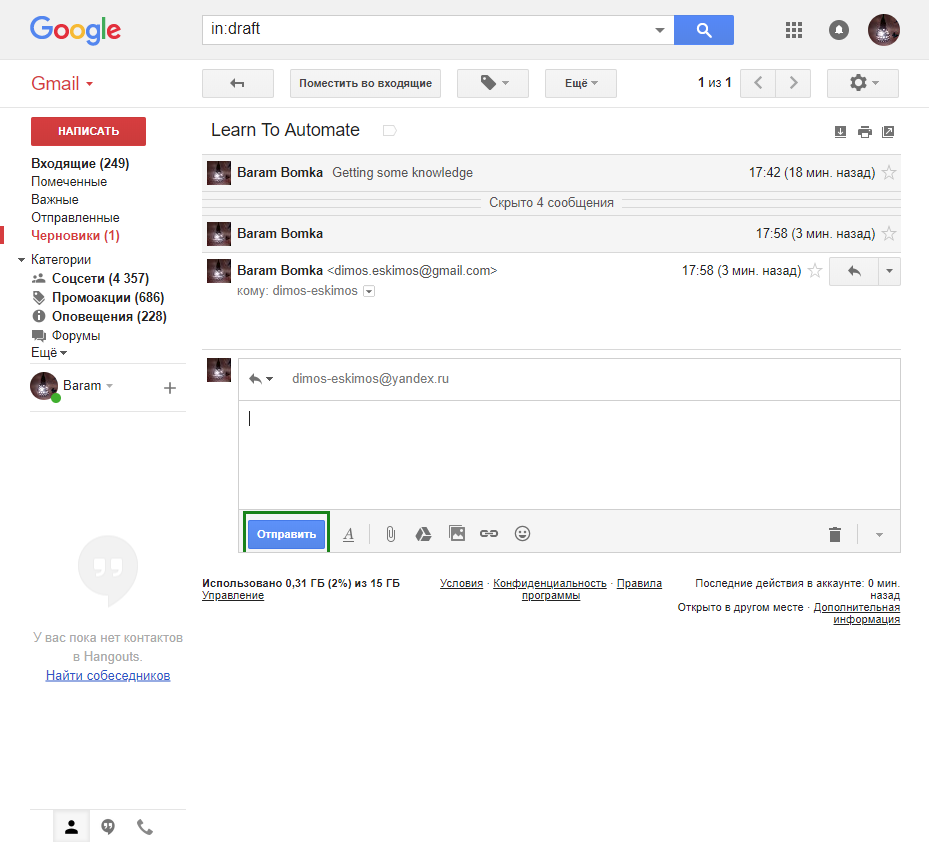 Google
in:draft
Gmail
Поместить во входящие
Ещё
1 из 1
НАПИСАТЬ
Входящие (249)
Помеченные
Важные
Отправленные
Черновики (1)
Категории
Соцсети (4 357)
Промоакции (686)
Оповещения (228)
Форумы
Ещё
Baram
У вас пока нет контактов
в Hangouts.
Найти собеседников
Learn To Automate
Baram Bomka Getting some knowledge 17:42 (18 мин. назад)
Скрыто 4 сообщения
Baram Bomka 17:58 (3 мин. назад)
Baram Bomka <dimos.eskimos@gmail.com> 17:58 (3 мин. назад)
кому: dimos-eskimos
dimos-eskimos@yandex.ru
Отправить
A
Использовано 0,31 ГБ (2%) из 15 ГБ
Управление
Условия · Конфиденциальность · Правила
программы
Последние действия в аккаунте: 0 мин.
назад
Открыто в другом месте · Дополнительная
информация